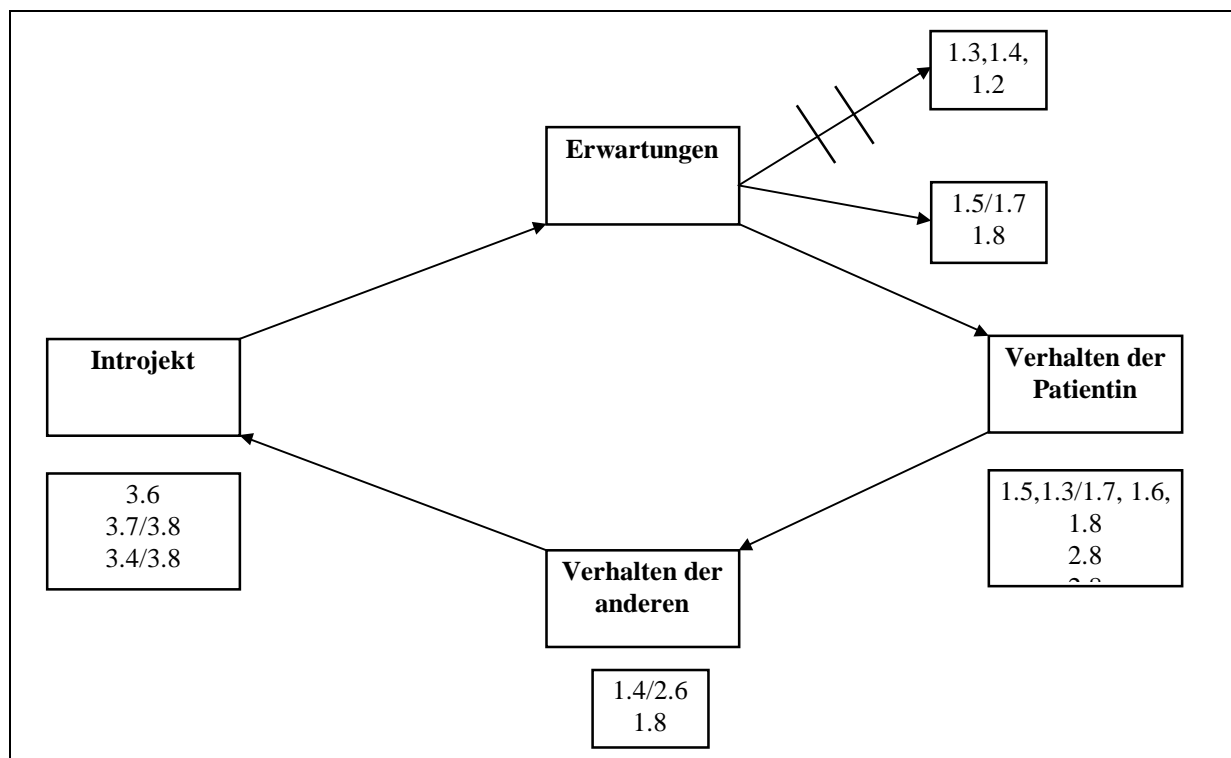 1.3,1.4,
1.2
Erwartungen
1.5/1.7
1.8
Introjekt
Verhalten der
Patientin
3.6
3.7/3.8
3.4/3.8
1.5,1.3/1.7, 1.6,
1.8
2.8
Verhalten der
anderen
1.4/2.6
1.8